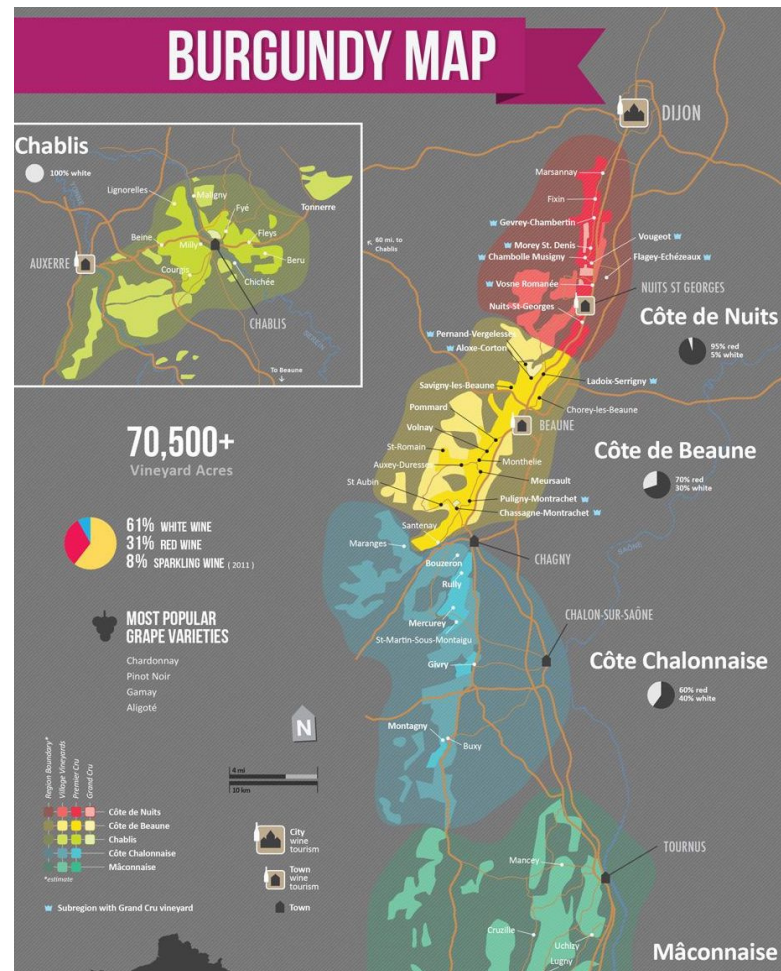 BURGUNDY MAP
Chablis
100% white
Lignorelles
Maligny
Tonnerre
Fyé
Beine
Milly
Fleys
Beru
AUXERRE
Courgis
Chichée
CHABLIS
YONNE
SEREIN
To Beaune
60 mi. to
Chablis
DIJON
Marsannay
Fixin
Gevrey-Chambertin
Morey St. Denis
Vougeot
Chambolle Musigny
Flagey-Echézeaux
Vosne Romanée
NUITS ST GEORGES
Nuits-St-Georges
Côte de Nuits
95% red
5% white
Pernand-Vergelesses
Aloxe-Corton
Savigny-les-Beaune
Ladoix-Serrigny
Chorey-les-Beaune
Pommard
BEAUNE
Volnay
St-Romain
Monthelie
Auxey-Duresses
Meursault
St Aubin
Puligny-Montrachet
Chassagne-Montrachet
Santenay
Côte de Beaune
70% red
30% white
70,500+
Vineyard Acres
61% WHITE WINE
31% RED WINE
8% SPARKLING WINE (2011)
MOST POPULAR
GRAPE VARIETIES
Chardonnay
Pinot Noir
Gamay
Aligoté
Maranges
CHAGNY
Bouzeron
Rully
SAÔNE
Mercurey
CHALON-SUR-SAÔNE
St-Martin-Sous-Montaigu
Givry
Côte Chalonnaise
60% red
40% white
Montagny
Buxy
N
4 mi
10 km
Region Boundary*
Village Vineyards
Premier Cru
Grand Cru
Côte de Nuits
Côte de Beaune
Chablis
Côte Chalonnaise
Mâconnaise
*estimate
Subregion with Grand Cru vineyard
City
wine
tourism
Town
wine
tourism
Town
TOURNUS
Mancey
Cruzille
Uchizy
Lugny
Mâconnaise